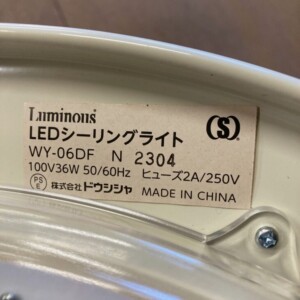 Luminous
LEDシーリングライト
WY-06DF N 2304
100V36W 50/60Hz ヒューズ2A/250V
PS
E
株式会社ドウシシャ MADE IN CHINA
S